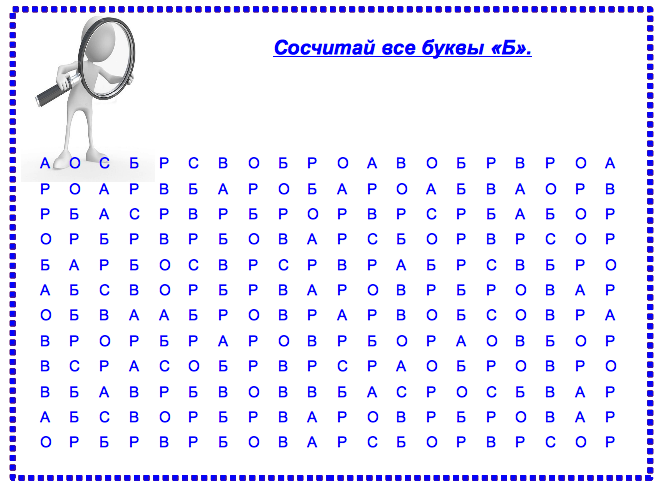 Сосчитай все буквы «Б».
А О С Б Р С В О Б Р О А В О Б Р В Р О А
Р О А Р В Б А Р О Б А Р О А Б В А О Р В
Р Б А С Р В Р Б Р О Р В Р С Р Б А Б О Р
О Р Б Р В Р Б О В А Р С Б О Р В Р С О Р
Б А Р Б О С В Р С Р В Р А Б Р С В Б Р О
А Б С В О Р Б Р В А Р О В Р Б Р О В А Р
О Б В А А Б Р О В Р А Р В О Б С О В Р А
В Р О Р Б Р А Р О В Р Б О Р А О В Б О Р
В С Р А С О Б Р В Р С Р А О Б Р О В Р О
В Б А В Р Б В О В В Б А С Р О С Б В А Р
А Б С В О Р Б Р В А Р О В Р Б Р О В А Р
О Р Б Р В Р Б О В А Р С Б О Р В Р С О Р